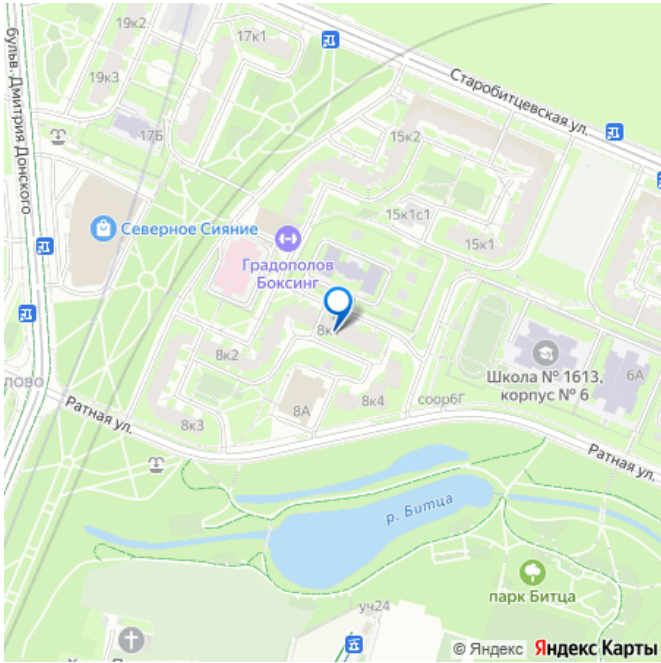 19к2
17к1
19к3
бульв. Дмитрия Донского
17Б
Старобитцевская ул.
15к2
15к1с1
15к1
Северное Сияние
Градополов
Боксинг
8к2
8А
8к4
8к3
соор6Г
Школа № 1613,
корпус № 6
6А
ЛОВО
Ратная ул.
Ратная ул.
р. Битца
парк Битца
уч24
© Яндекс Яндекс Карты